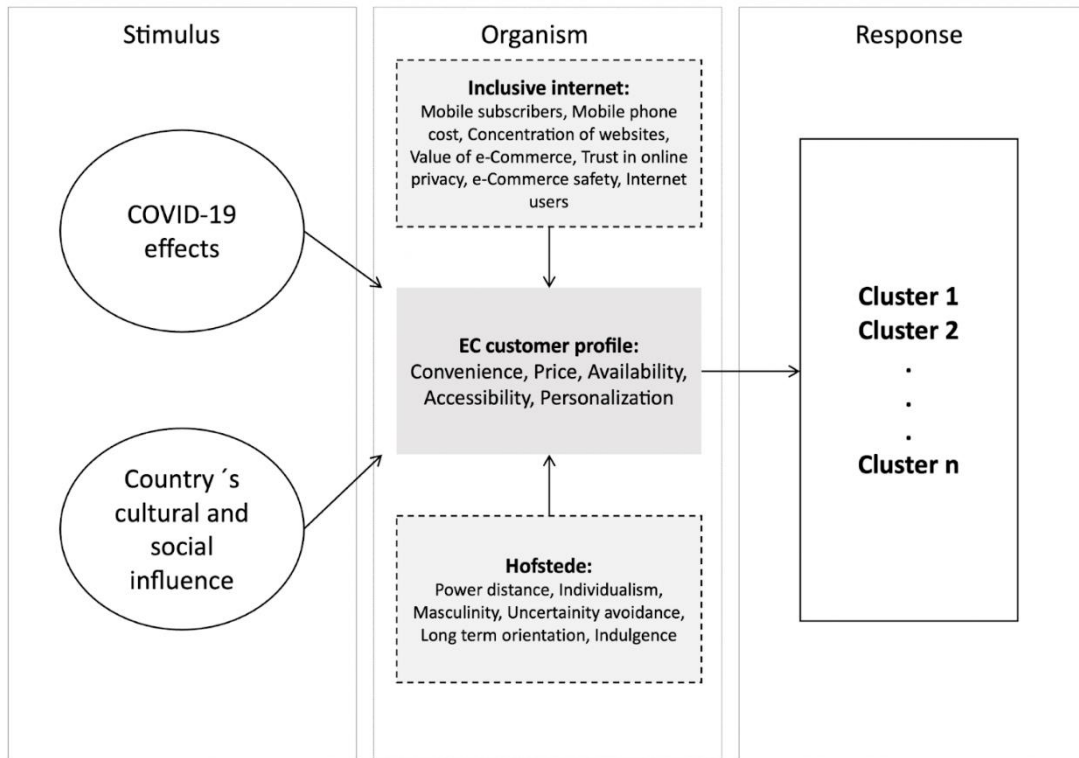 Stimulus
COVID-19
effects
Country ´s
cultural and
social
influence
Organism
Inclusive internet:
Mobile subscribers, Mobile phone
cost, Concentration of websites,
Value of e-Commerce, Trust in online
privacy, e-Commerce safety, Internet
users
EC customer profile:
Convenience, Price, Availability,
Accessibility, Personalization
Hofstede:
Power distance, Individualism,
Masculinity, Uncertainity avoidance,
Long term orientation, Indulgence
Response
Cluster 1
Cluster 2
.
.
.
Cluster n